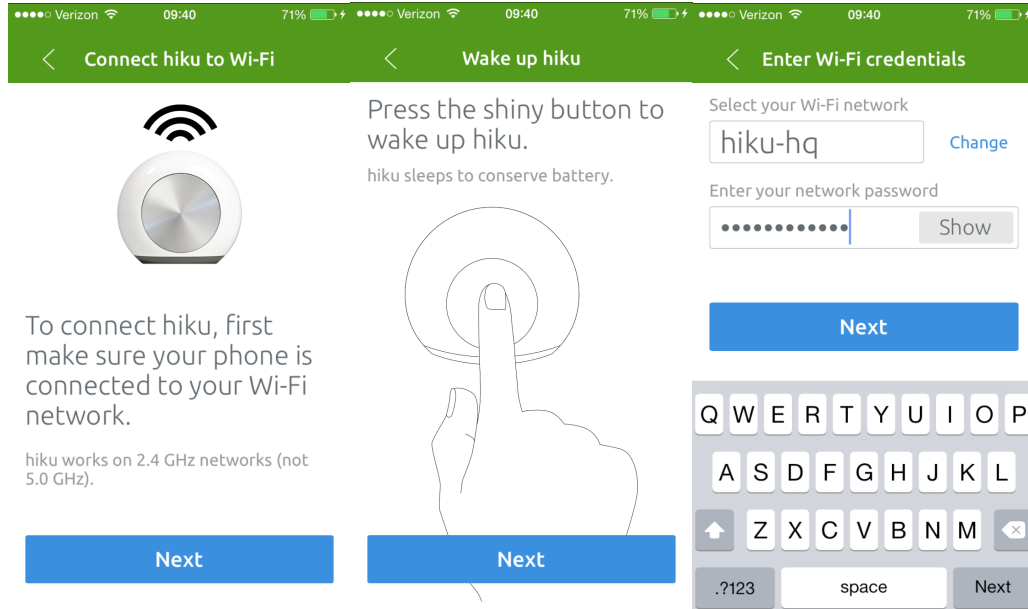 Verizon 09:40 71%
Connect hiku to Wi-Fi
To connect hiku, first
make sure your phone is
connected to your Wi-Fi
network.
hiku works on 2.4 GHz networks (not
5.0 GHz).
Next
Verizon 09:40 71%
Wake up hiku
Press the shiny button to
wake up hiku.
hiku sleeps to conserve battery.
Next
Verizon 09:40 71%
Enter Wi-Fi credentials
Select your Wi-Fi network
hiku-hq Change
Enter your network password
•••••••••••• Show
Next
Q W E R T Y U I O P
A S D F G H J K L
Z X C V B N M
.?123 space Next